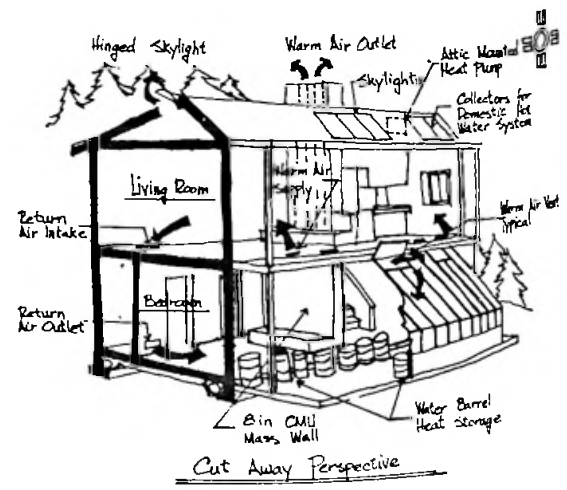 Hinged Skylight
Warm Air Outlet
Skylights
Attic Mounted
Heat Pump
Collectors for
Domestic Hot
Water System
Living Room
Warm Air
Supply
Return
Air Intake
Warm Air Vent
Typical
Bedroom
Return
Air Outlet
8 in CMU
Mass Wall
Water Barrel
Heat Storage
Cut Away Perspective